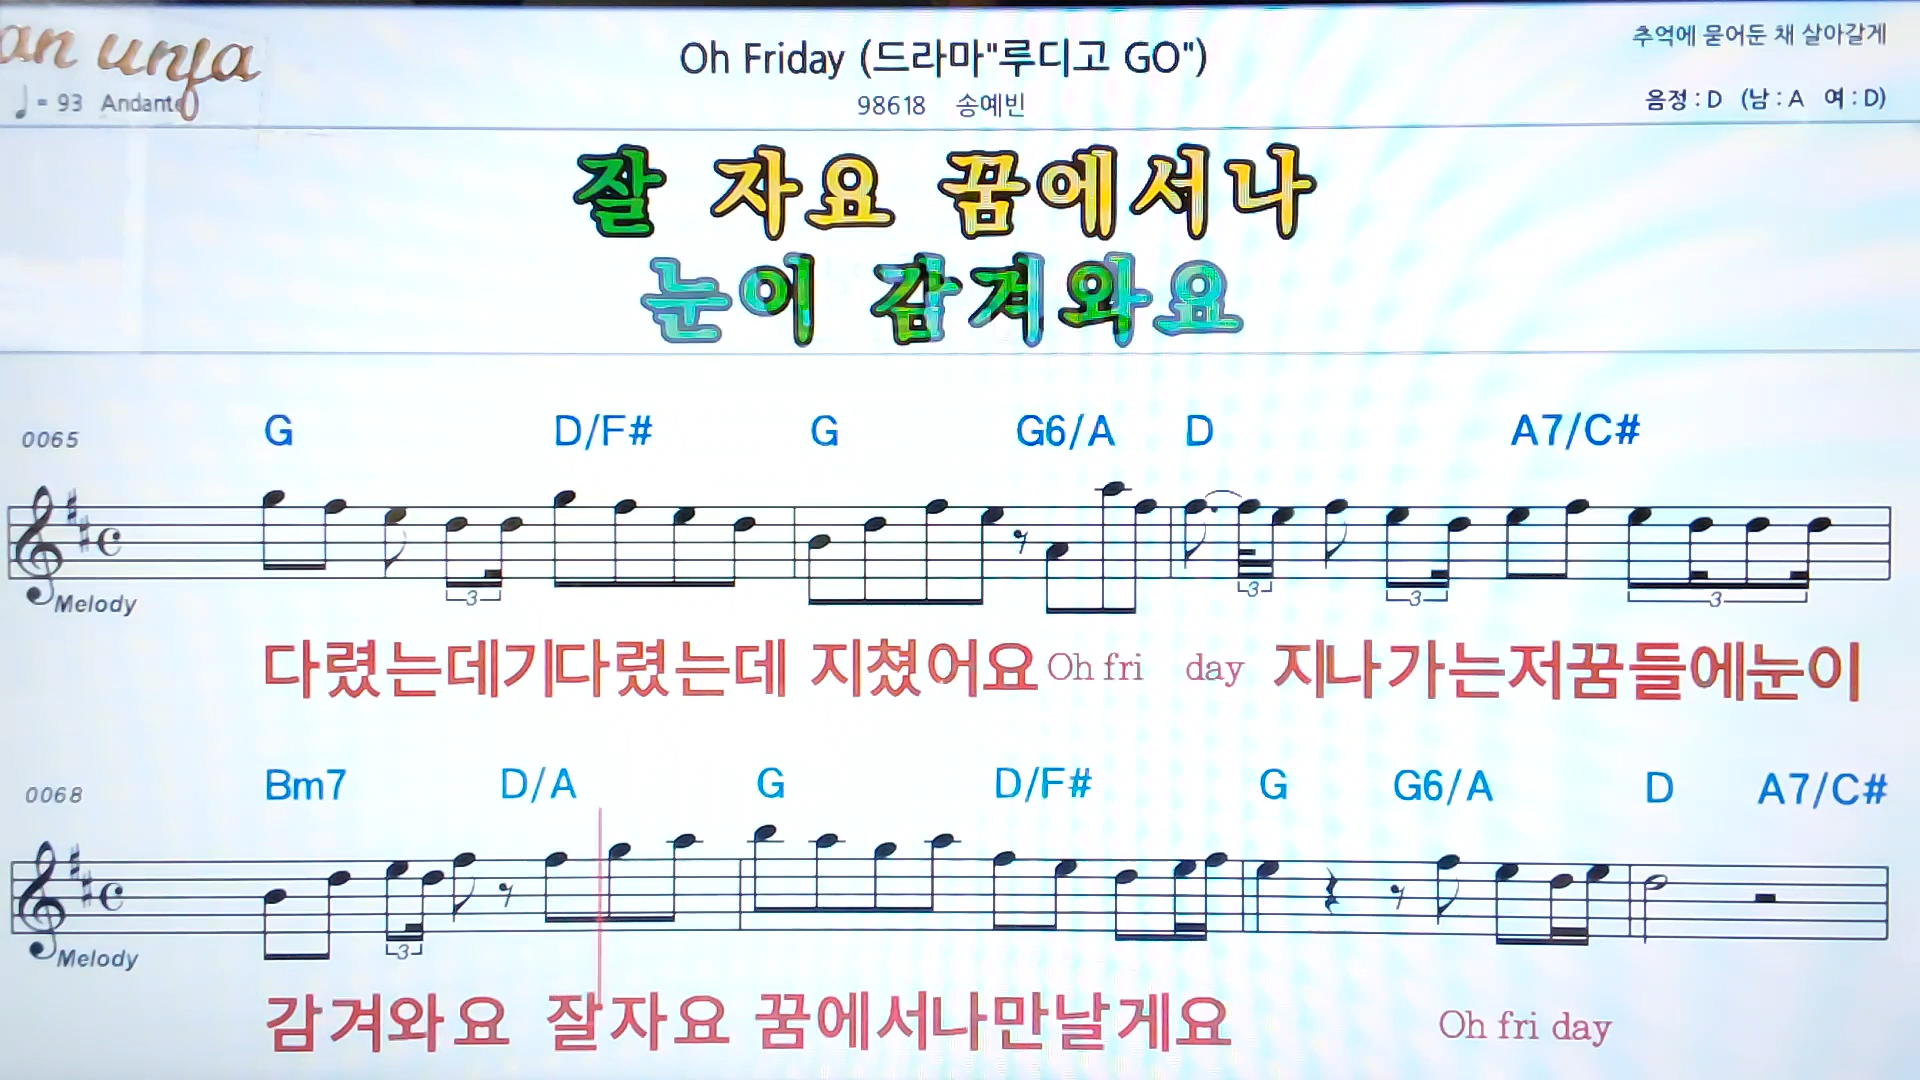 an unja
♩ = 93 Andante
Oh Friday (드라마"루디고 GO")
98618 송예빈
추억에 묻어둔 채 살아갈게
음정 : D (남 : A 여 : D)
잘 자요 꿈에서나
눈이 감겨와요
0065 G D/F# G G6/A D A7/C#
3 3 3 3
Melody
다렸는데기다렸는데 지쳤어요 Oh fri day 지나가는저꿈들에눈이
0068 Bm7 D/A G D/F# G G6/A D A7/C#
3
Melody
감겨와요 잘자요 꿈에서나만날게요 Oh fri day